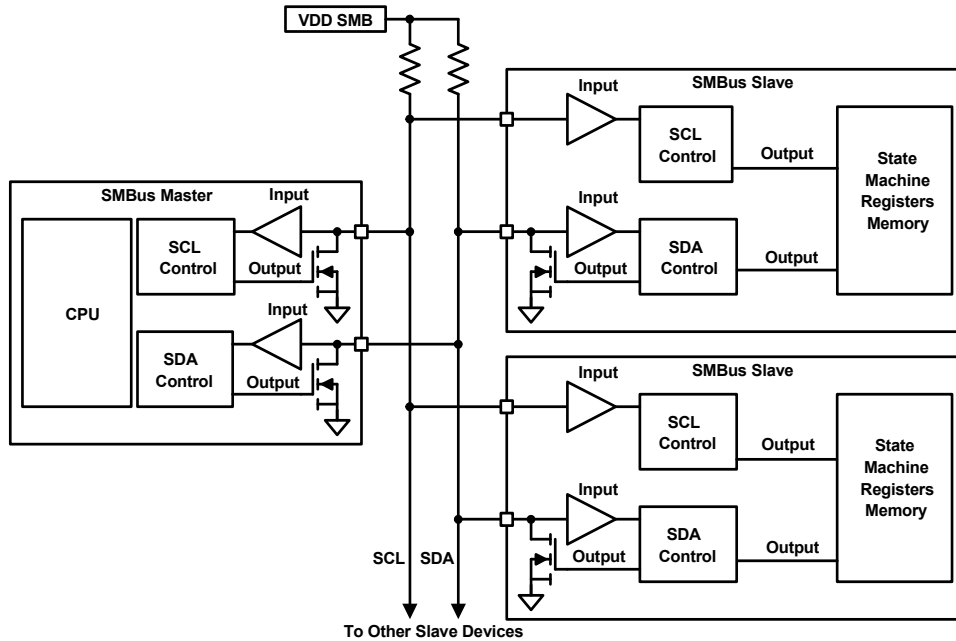 VDD SMB
SMBus Master
CPU
SCL
Control
Input
Output
SDA
Control
Input
Output
SMBus Slave
Input
SCL
Control
Output
Input
SDA
Control
Output
Output
State
Machine
Registers
Memory
SMBus Slave
Input
SCL
Control
Output
Input
SDA
Control
Output
Output
State
Machine
Registers
Memory
SCL
SDA
To Other Slave Devices